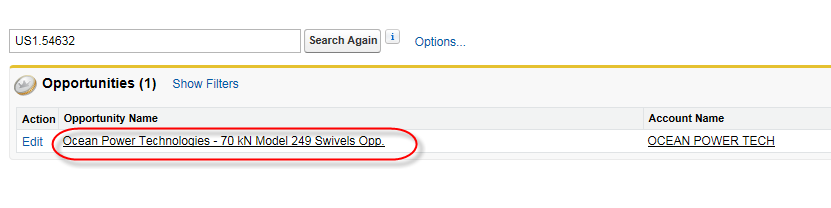 US1.54632 Search Again i Options...
Opportunities (1) Show Filters
Action Opportunity Name Account Name
Edit Ocean Power Technologies - 70 kN Model 249 Swivels Opp. OCEAN POWER TECH